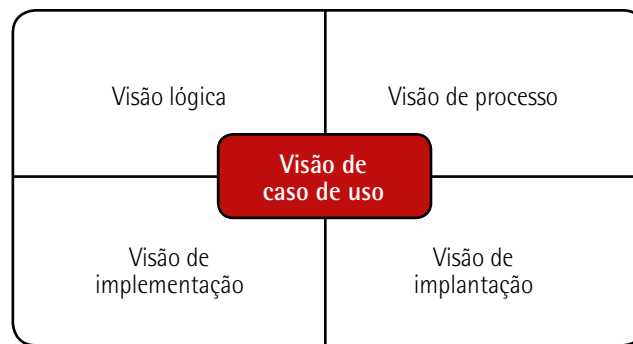 Visão lógica
Visão de processo
Visão de
caso de uso
Visão de
implementação
Visão de
implantação